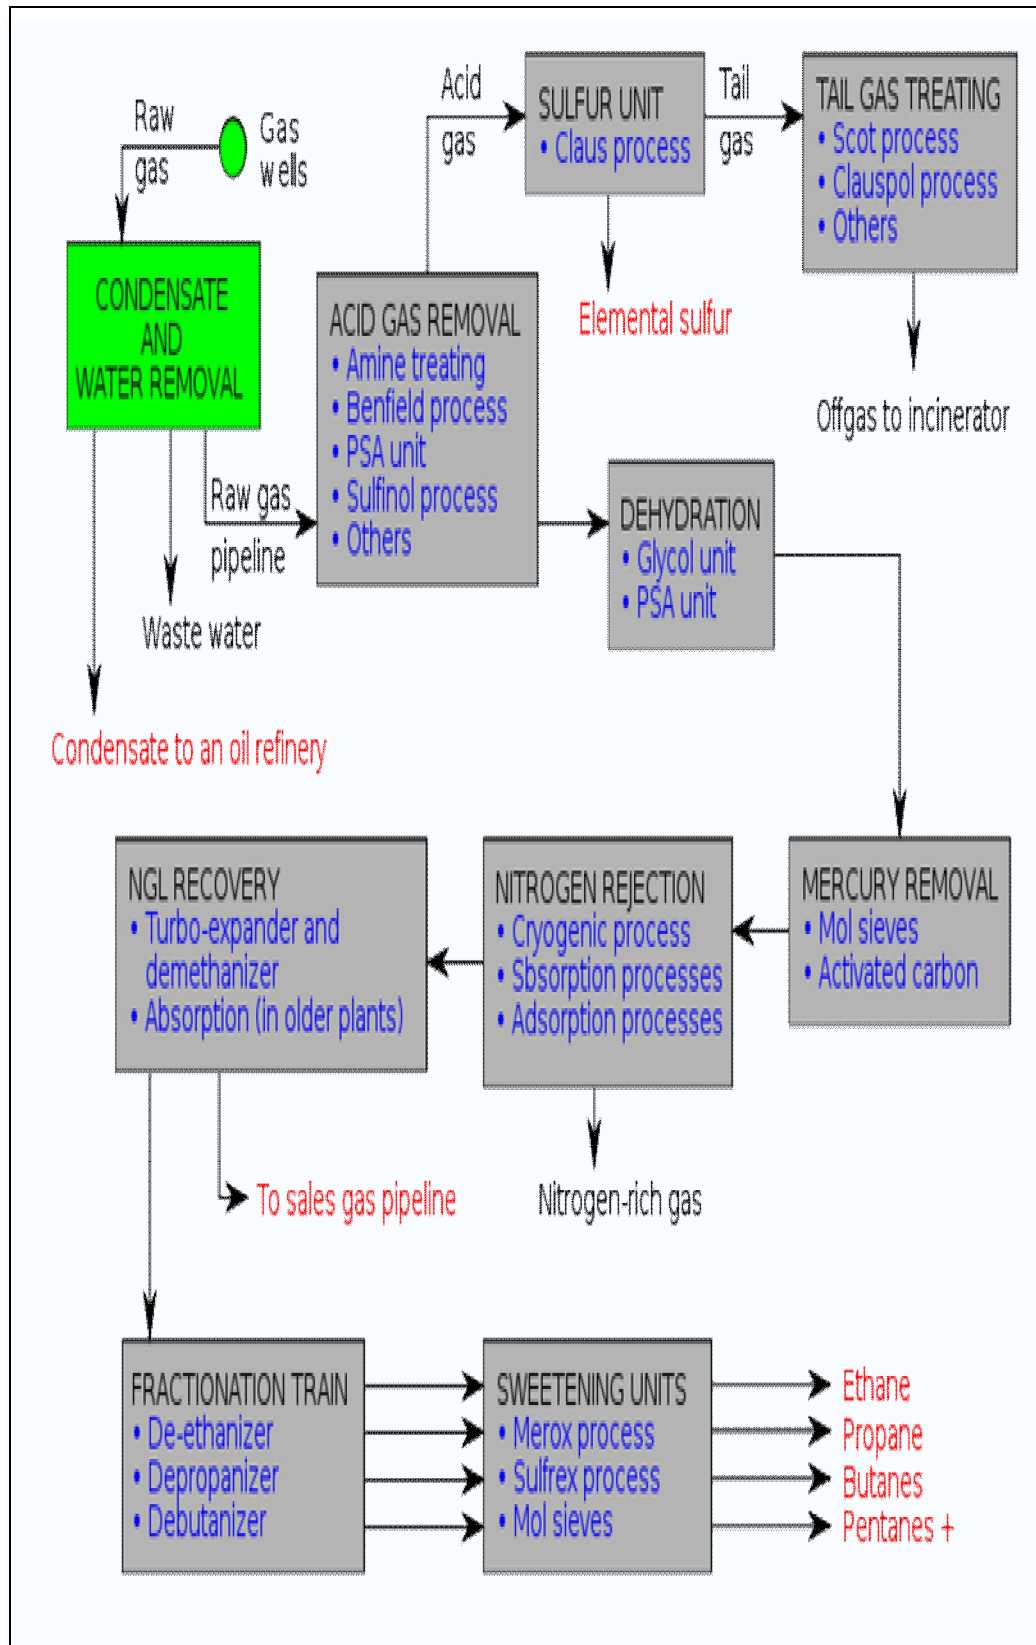 Raw
gas
Gas
wells
Acid
gas
SULFUR UNIT
• Claus process
Tail
gas
TAIL GAS TREATING
• Scot process
• Clauspol process
• Others
CONDENSATE
AND
WATER REMOVAL
ACID GAS REMOVAL
• Amine treating
• Benfield process
• PSA unit
• Sulfinol process
• Others
Elemental sulfur
Offgas to incinerator
Raw gas
pipeline
DEHYDRATION
• Glycol unit
• PSA unit
Waste water
Condensate to an oil refinery
MERCURY REMOVAL
• Mol sieves
• Activated carbon
NITROGEN REJECTION
• Cryogenic process
• Sbsorption processes
• Adsorption processes
NGL RECOVERY
• Turbo-expander and
demethanizer
• Absorption (in older plants)
To sales gas pipeline
Nitrogen-rich gas
FRACTIONATION TRAIN
• De-ethanizer
• Depropanizer
• Debutanizer
SWEETENING UNITS
• Merox process
• Sulfrex process
• Mol sieves
Ethane
Propane
Butanes
Pentanes +